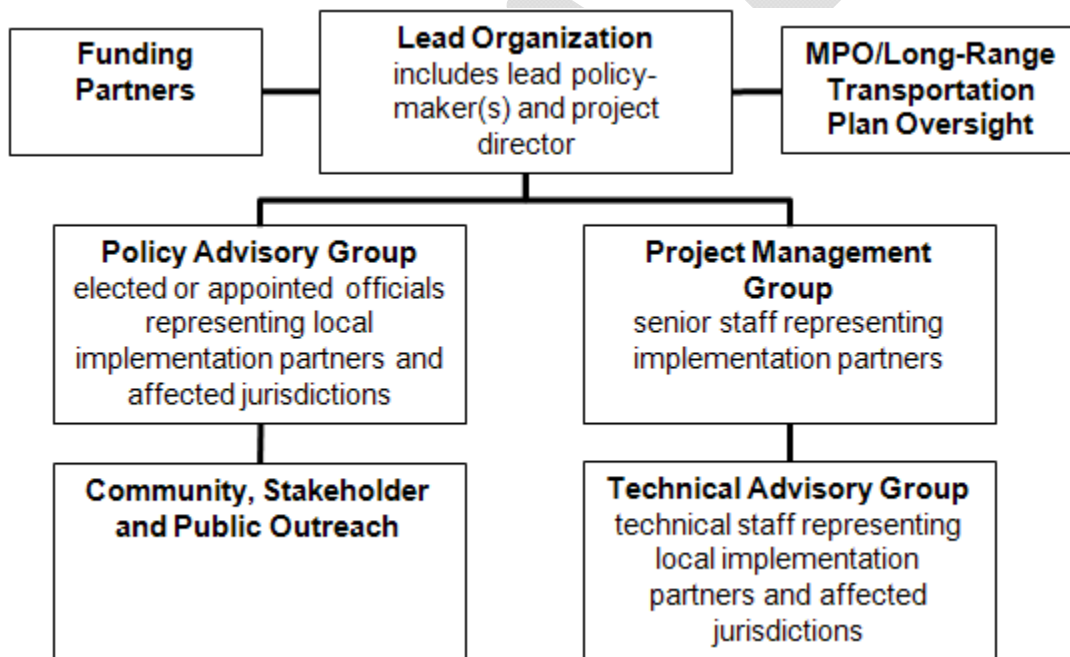 Funding
Partners
Lead Organization
includes lead policy-
maker(s) and project
director
MPO/Long-Range
Transportation
Plan Oversight
Policy Advisory Group
elected or appointed officials
representing local
implementation partners and
affected jurisdictions
Project Management
Group
senior staff representing
implementation partners
Community, Stakeholder
and Public Outreach
Technical Advisory Group
technical staff representing
local implementation
partners and affected
jurisdictions